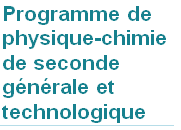 Programme de
physique-chimie
de seconde
générale et
technologique